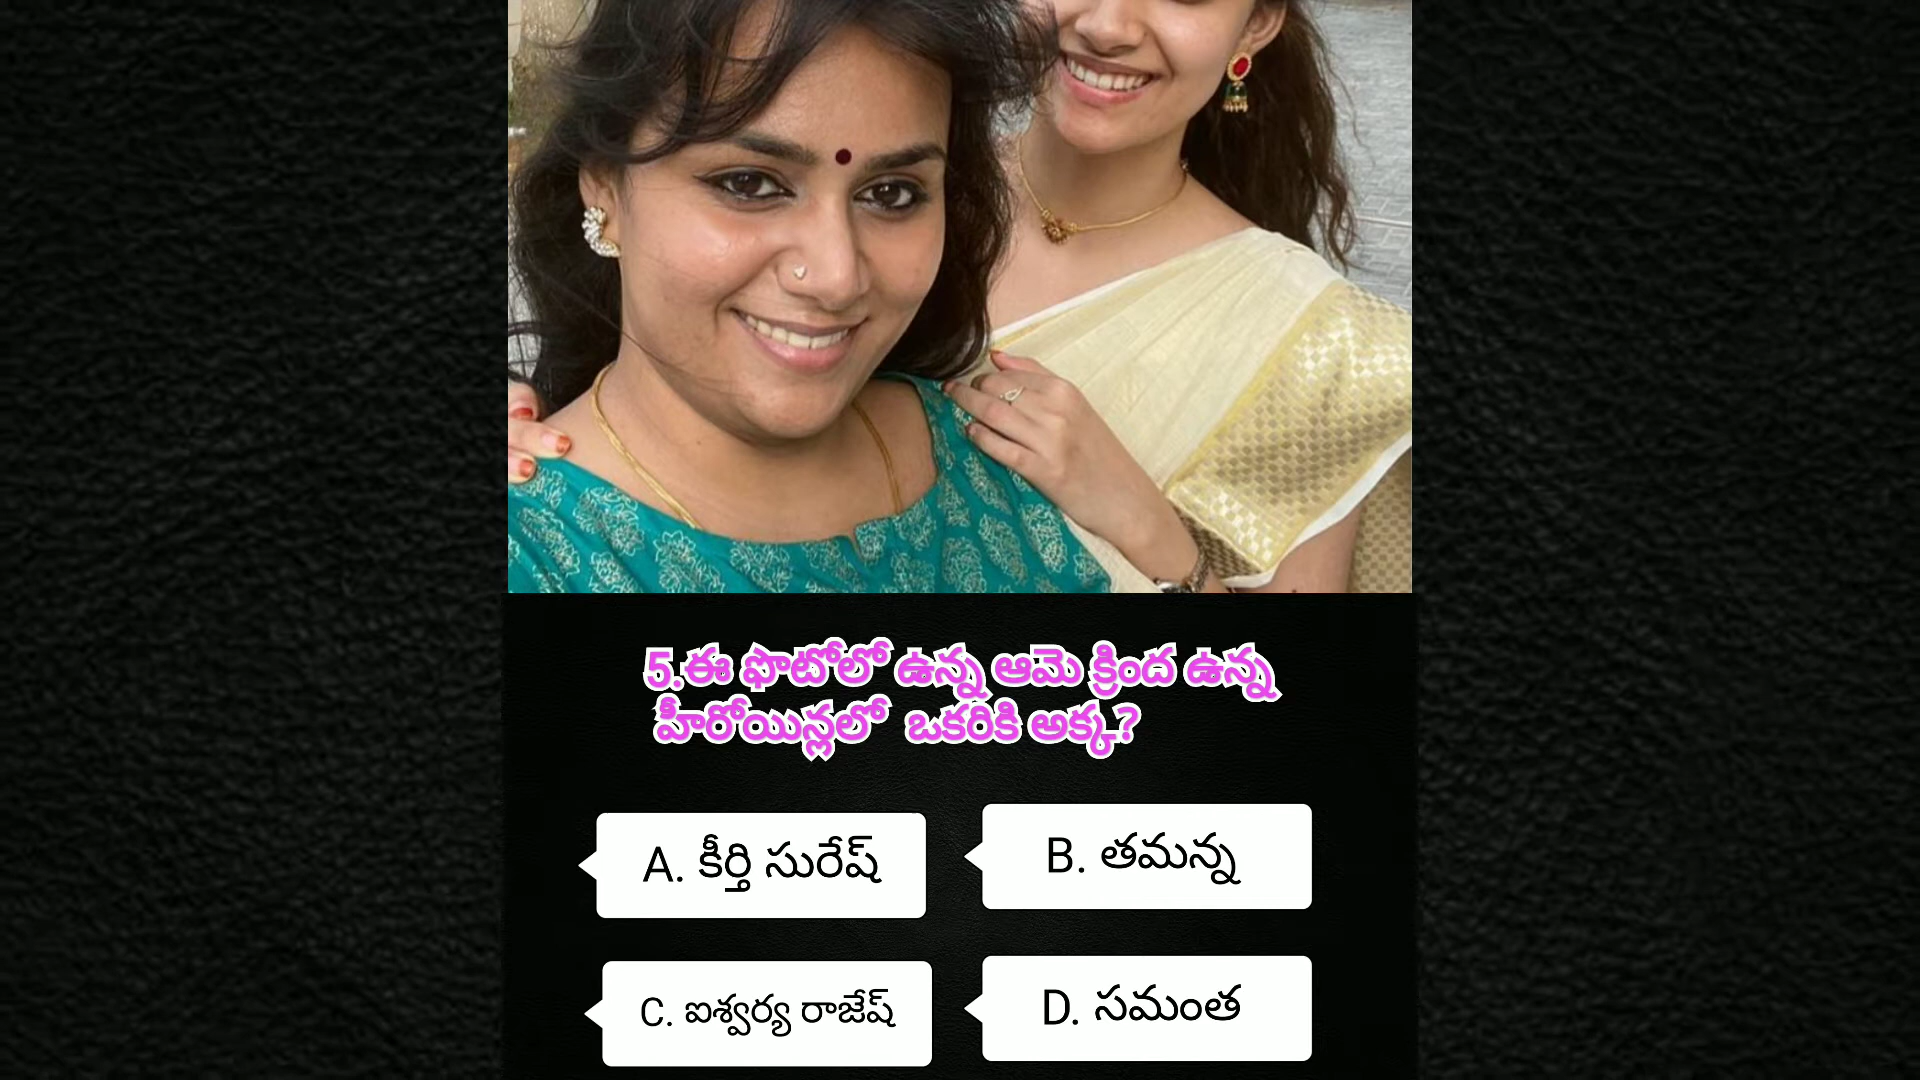 5.ఈ ఫొటోలో ఉన్న ఆమె క్రింద ఉన్న
హీరోయిన్లలో ఒకరికి అక్క?
A. కీర్తి సురేష్
B. తమన్న
C. ఐశ్వర్య రాజేష్
D. సమంత